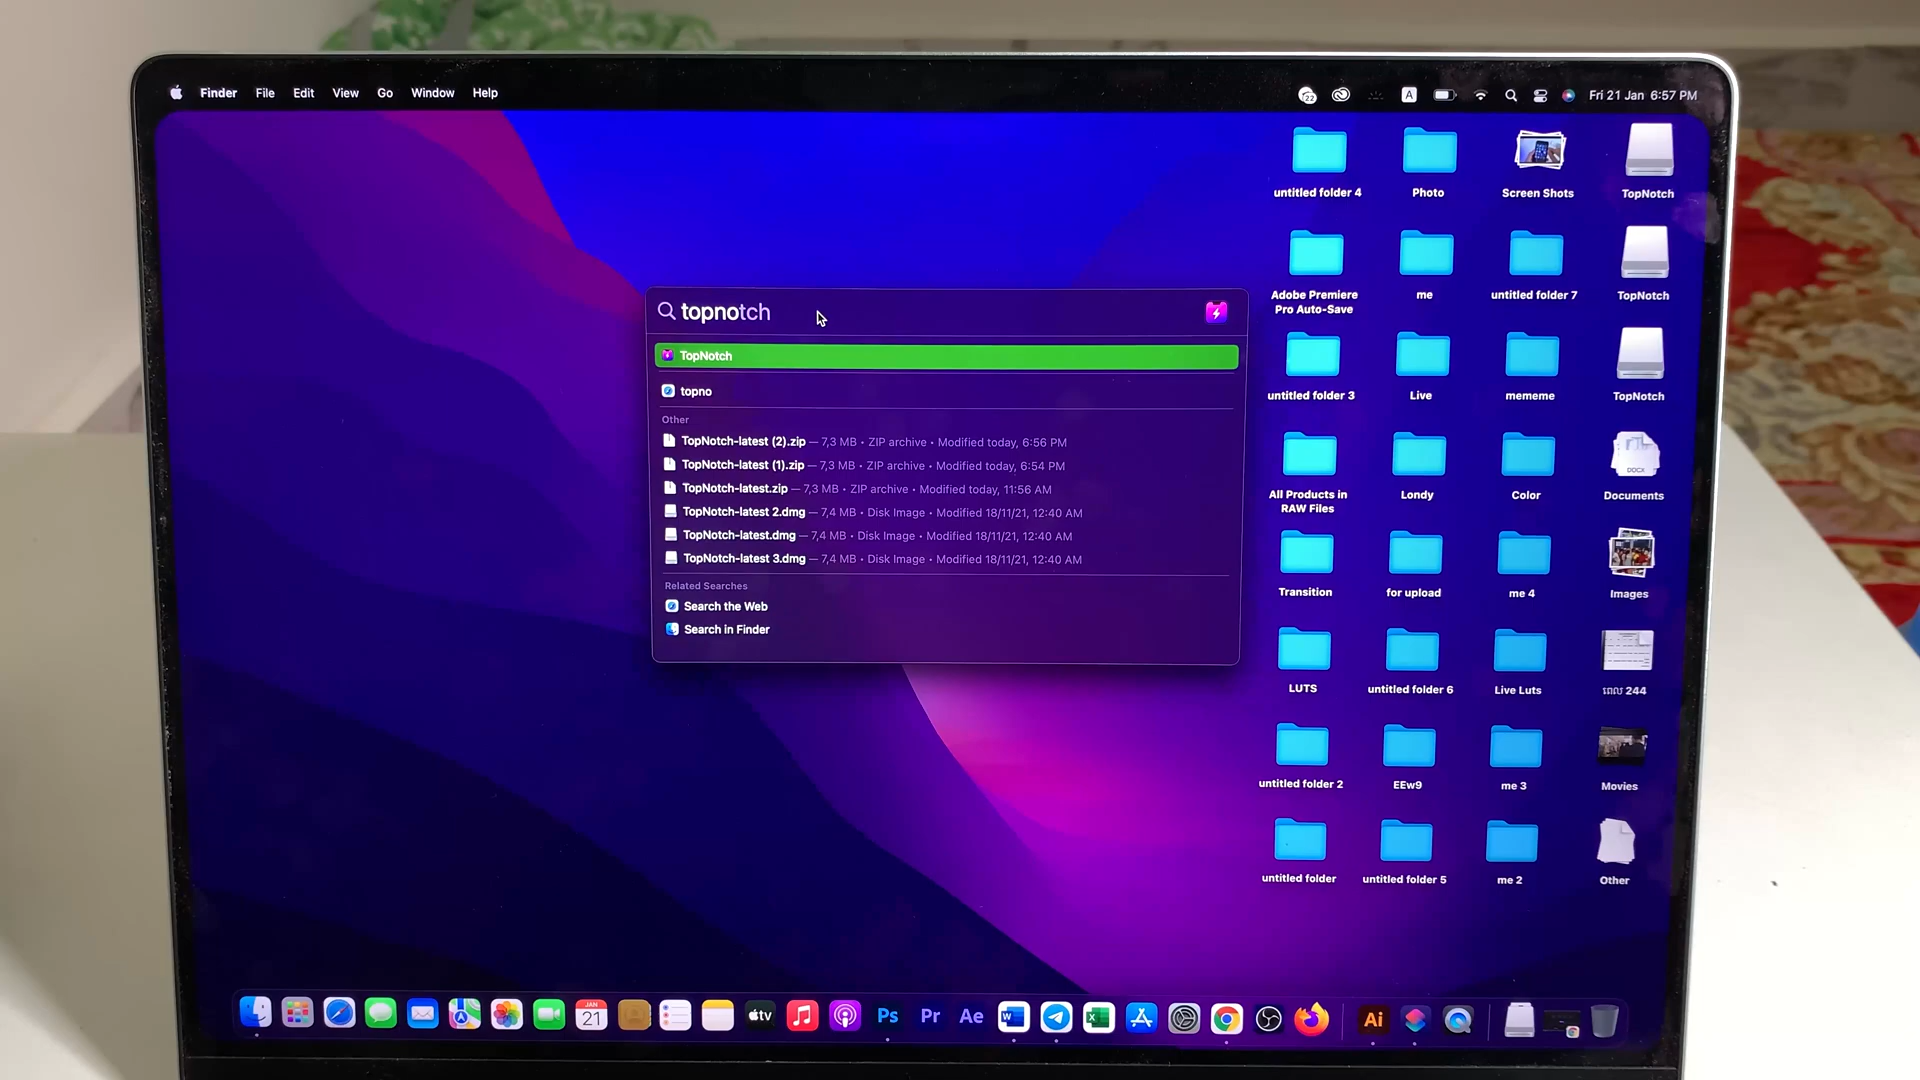 Finder File Edit View Go Window Help
22 A Fri 21 Jan 6:57 PM
topnotch
TopNotch
topno
Other
TopNotch-latest (2).zip — 7,3 MB • ZIP archive • Modified today, 6:56 PM
TopNotch-latest (1).zip — 7,3 MB • ZIP archive • Modified today, 6:54 PM
TopNotch-latest.zip — 7,3 MB • ZIP archive • Modified today, 11:56 AM
TopNotch-latest 2.dmg — 7,4 MB • Disk Image • Modified 18/11/21, 12:40 AM
TopNotch-latest.dmg — 7,4 MB • Disk Image • Modified 18/11/21, 12:40 AM
TopNotch-latest 3.dmg — 7,4 MB • Disk Image • Modified 18/11/21, 12:40 AM
Related Searches
Search the Web
Search in Finder
untitled folder 4 Photo Screen Shots TopNotch
Adobe Premiere me untitled folder 7 TopNotch
Pro Auto-Save
untitled folder 3 Live mememe TopNotch
DOCX
All Products in Londy Color Documents
RAW Files
Transition for upload me 4 Images
LUTS untitled folder 6 Live Luts 244
untitled folder 2 EEw9 me 3 Movies
untitled folder untitled folder 5 me 2 Other
JAN
21 tv Ps Pr Ae W X Ai